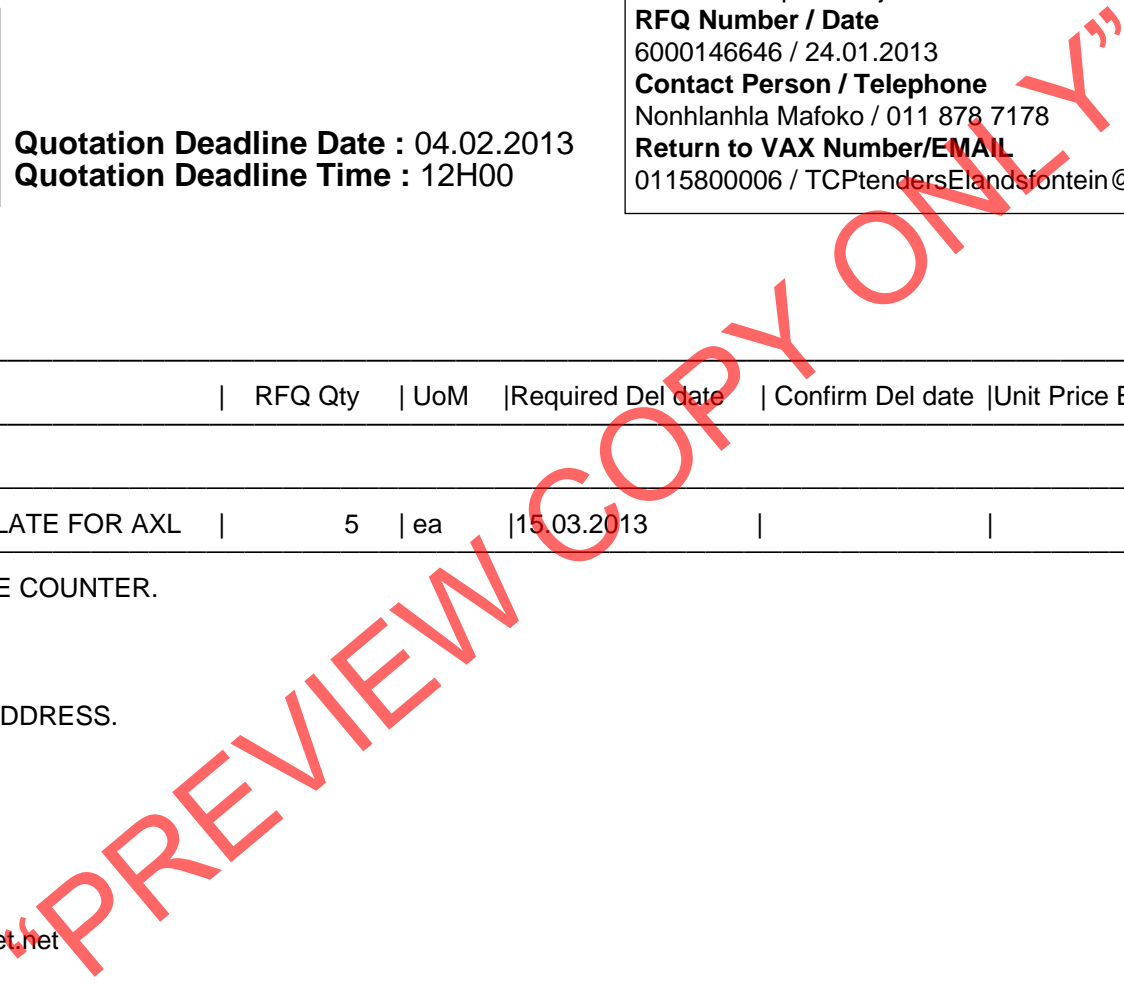 RFQ Number / Date
6000146646 / 24.01.2013
Contact Person / Telephone
Nonhlanhla Mafoko / 011 878 7178
Return to VAX Number/EMAIL
0115800006 / TCPtendersElandsfontein@
Quotation Deadline Date : 04.02.2013
Quotation Deadline Time : 12H00
| RFQ Qty | UoM |Required Del date | Confirm Del date |Unit Price E
LATE FOR AXL | 5 | ea |15.03.2013 | |
E COUNTER.
DDRESS.
et.net
“PREVIEW COPY ONLY”